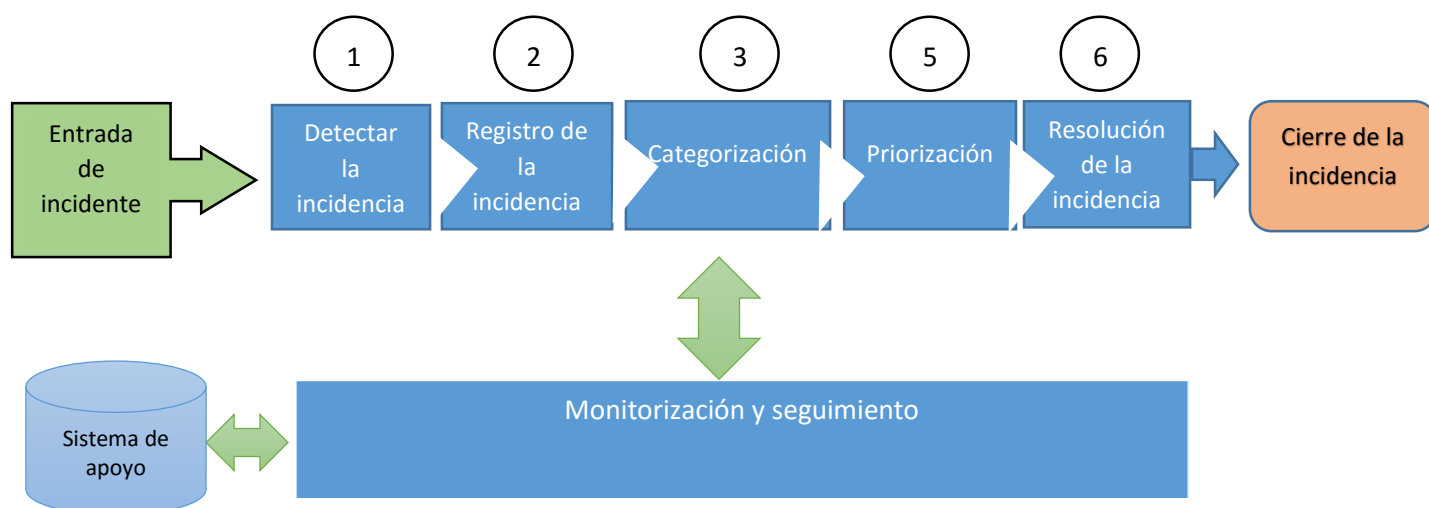 1
2
3
5
6
Entrada
de
incidente
Detectar
la
incidencia
Registro de
la
incidencia
Categorización
Priorización
Resolución
de la
incidencia
Cierre de la
incidencia
Monitorización y seguimiento
Sistema de
apoyo